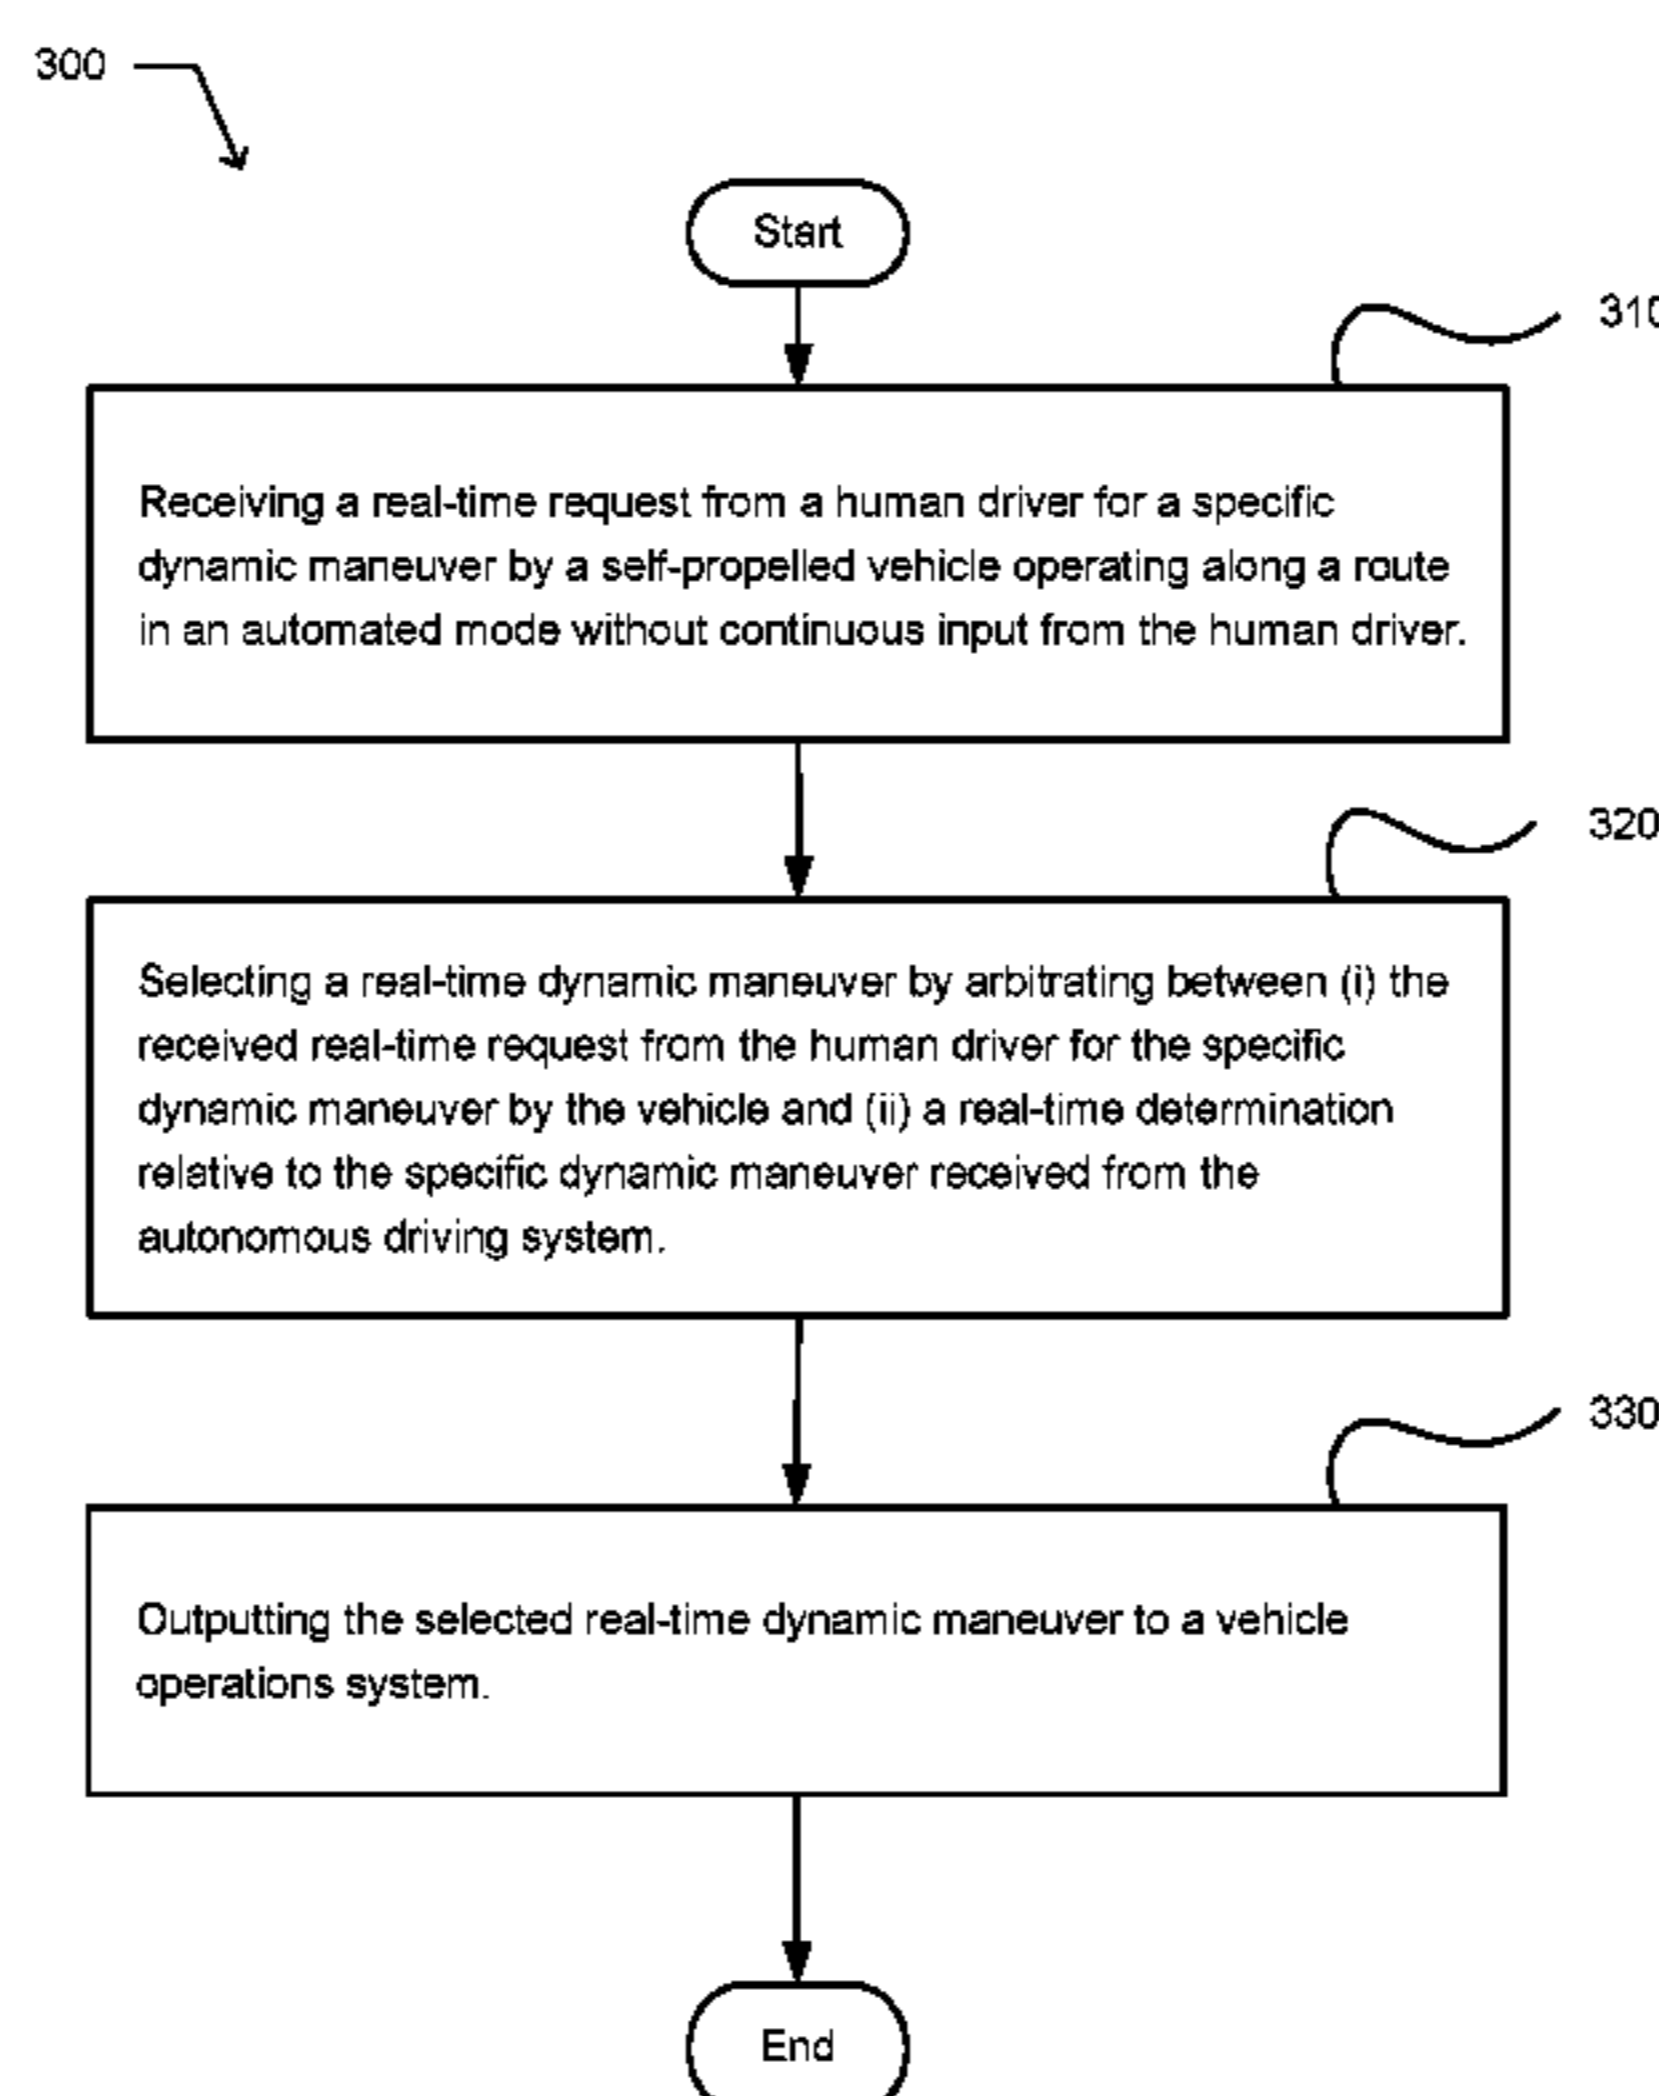 300
Start
310
Receiving a real-time request from a human driver for a specific
dynamic maneuver by a self-propelled vehicle operating along a route
in an automated mode without continuous input from the human driver.
320
Selecting a real-time dynamic maneuver by arbitrating between (i) the
received real-time request from the human driver for the specific
dynamic maneuver by the vehicle and (ii) a real-time determination
relative to the specific dynamic maneuver received from the
autonomous driving system.
330
Outputting the selected real-time dynamic maneuver to a vehicle
operations system.
End